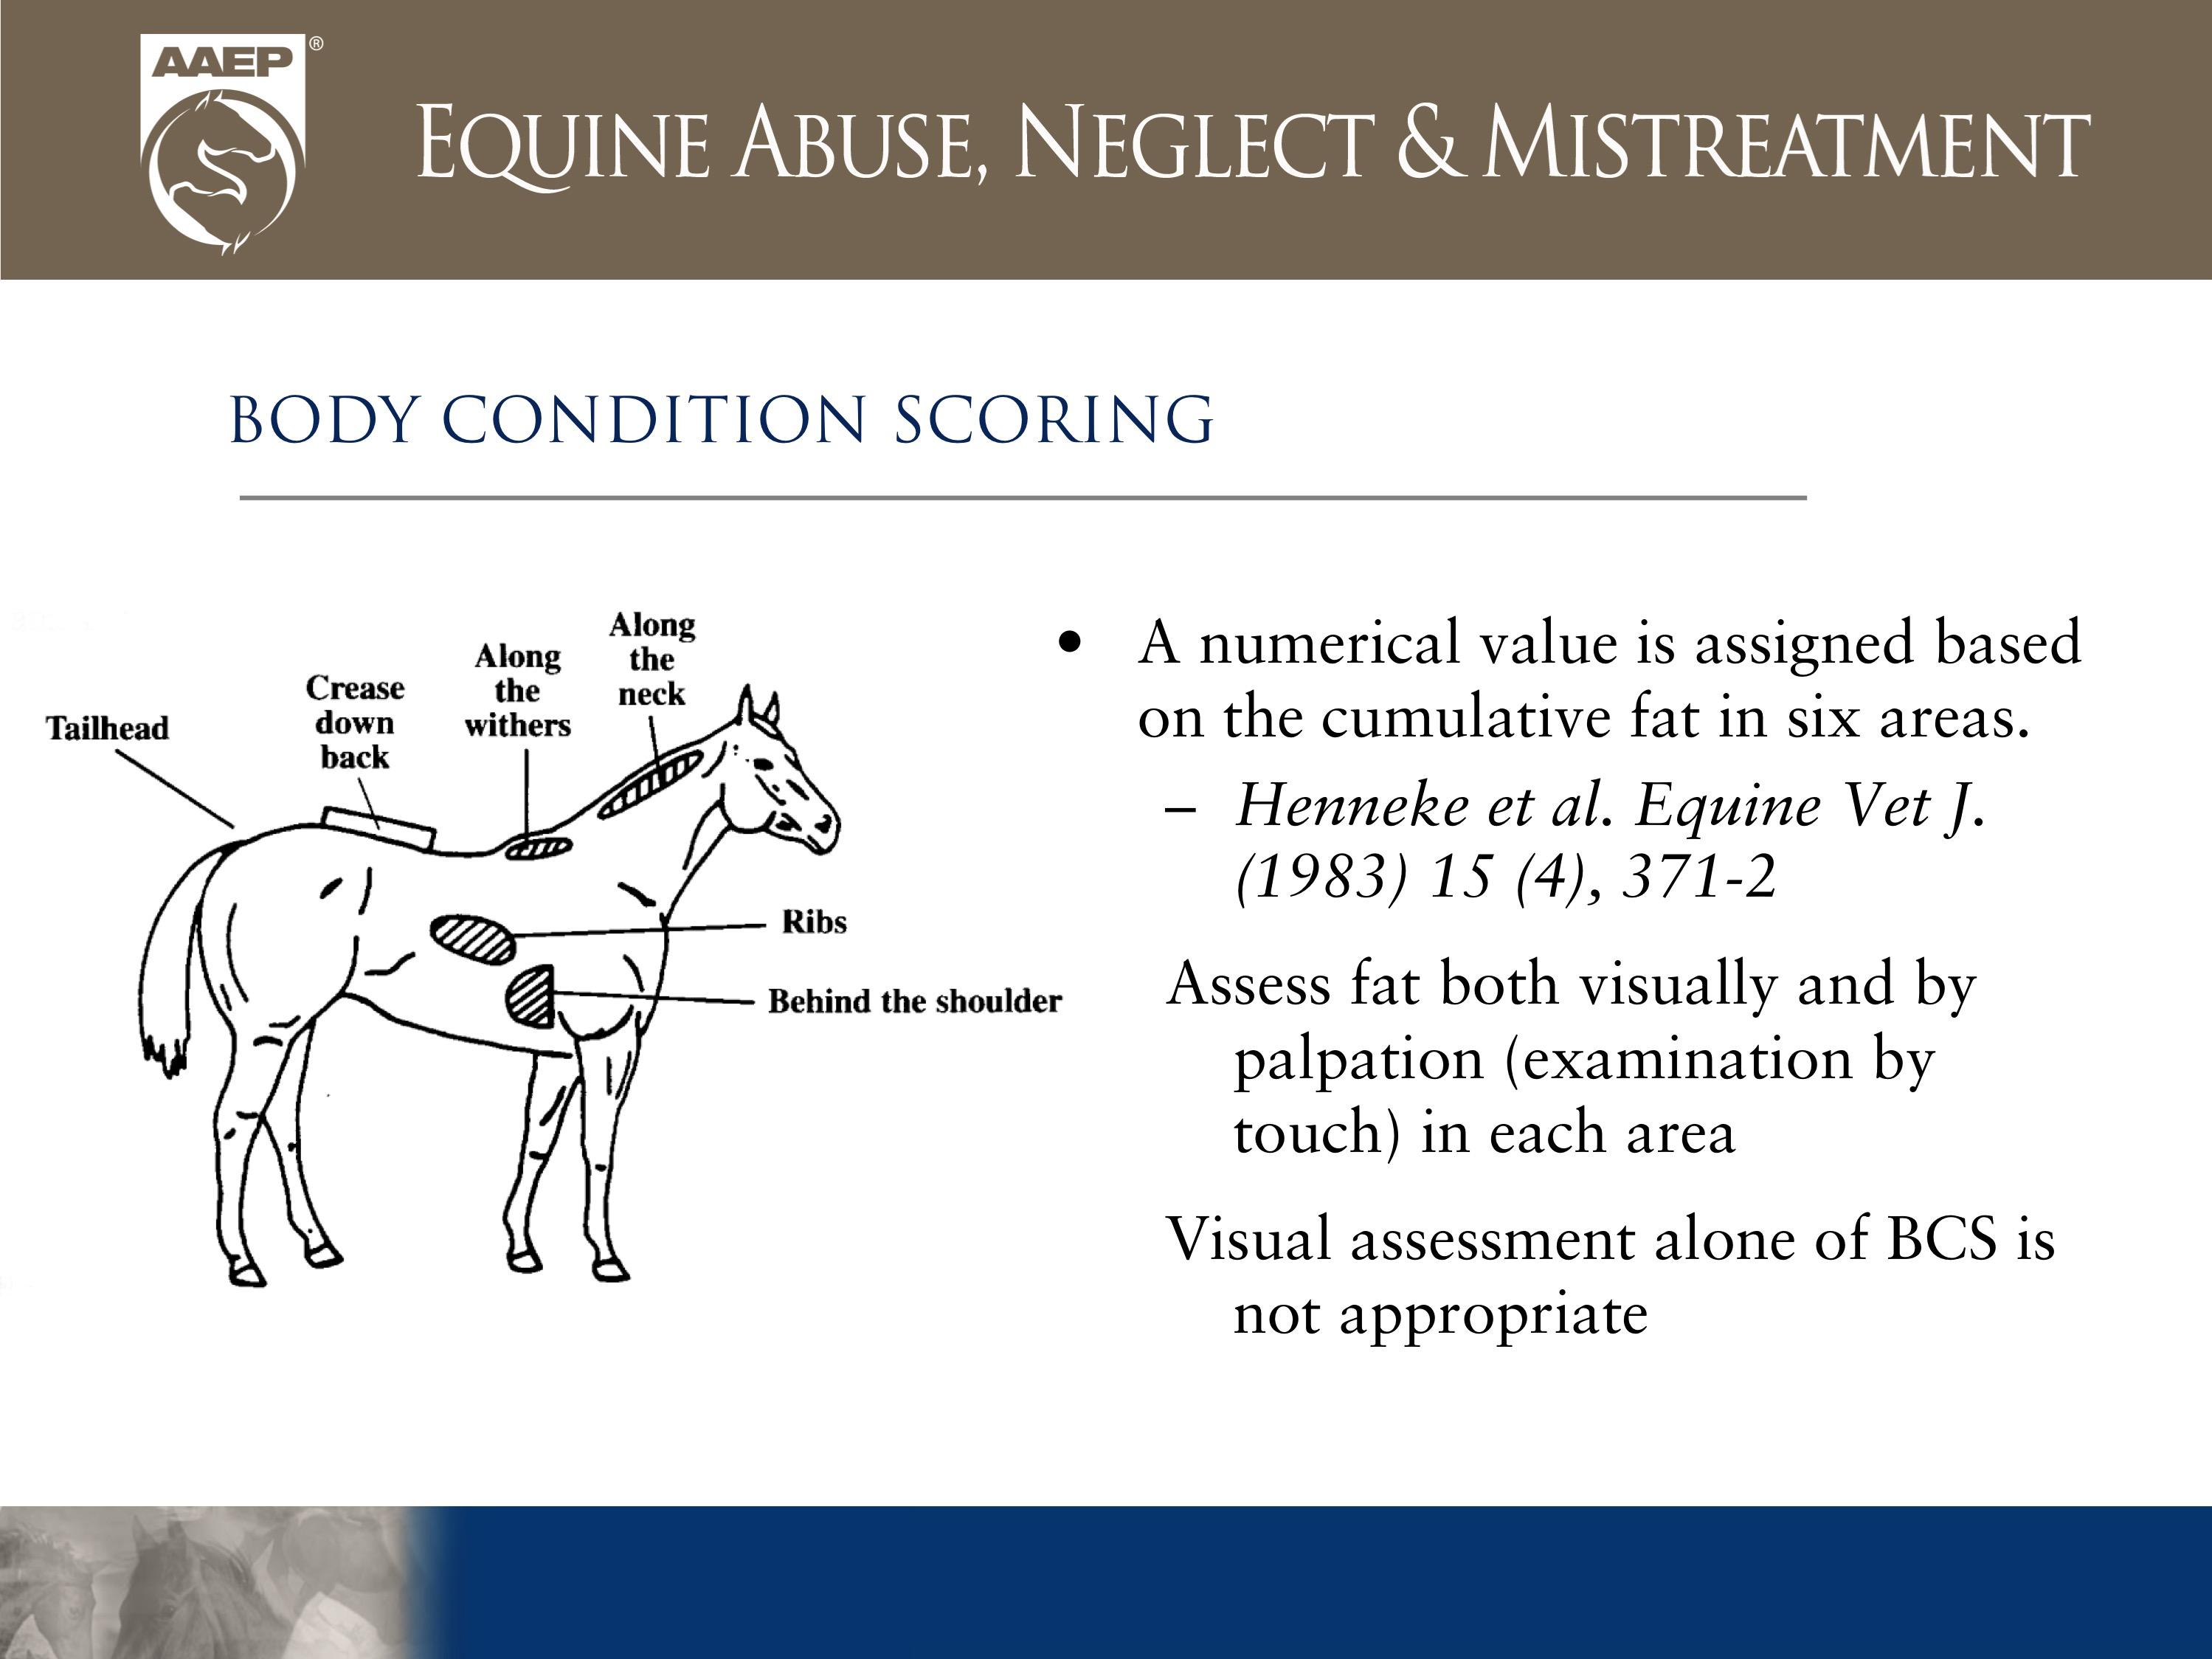 AAEP ®
EQUINE ABUSE, NEGLECT & MISTREATMENT
BODY CONDITION SCORING
Tailhead
Crease
down
back
Along
the
withers
Along
the
neck
Ribs
Behind the shoulder
• A numerical value is assigned based
on the cumulative fat in six areas.
– Henneke et al. Equine Vet J.
(1983) 15 (4), 371-2
Assess fat both visually and by
palpation (examination by
touch) in each area
Visual assessment alone of BCS is
not appropriate